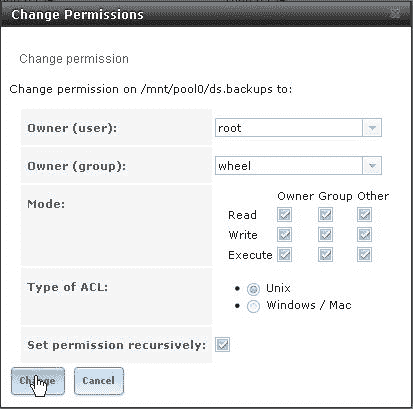 Change Permissions
Change permission
Change permission on /mnt/pool0/ds.backups to:
Owner (user): root
Owner (group): wheel
Mode: Owner Group Other
Read
Write
Execute
Type of ACL: Unix
Windows / Mac
Set permission recursively:
Change Cancel